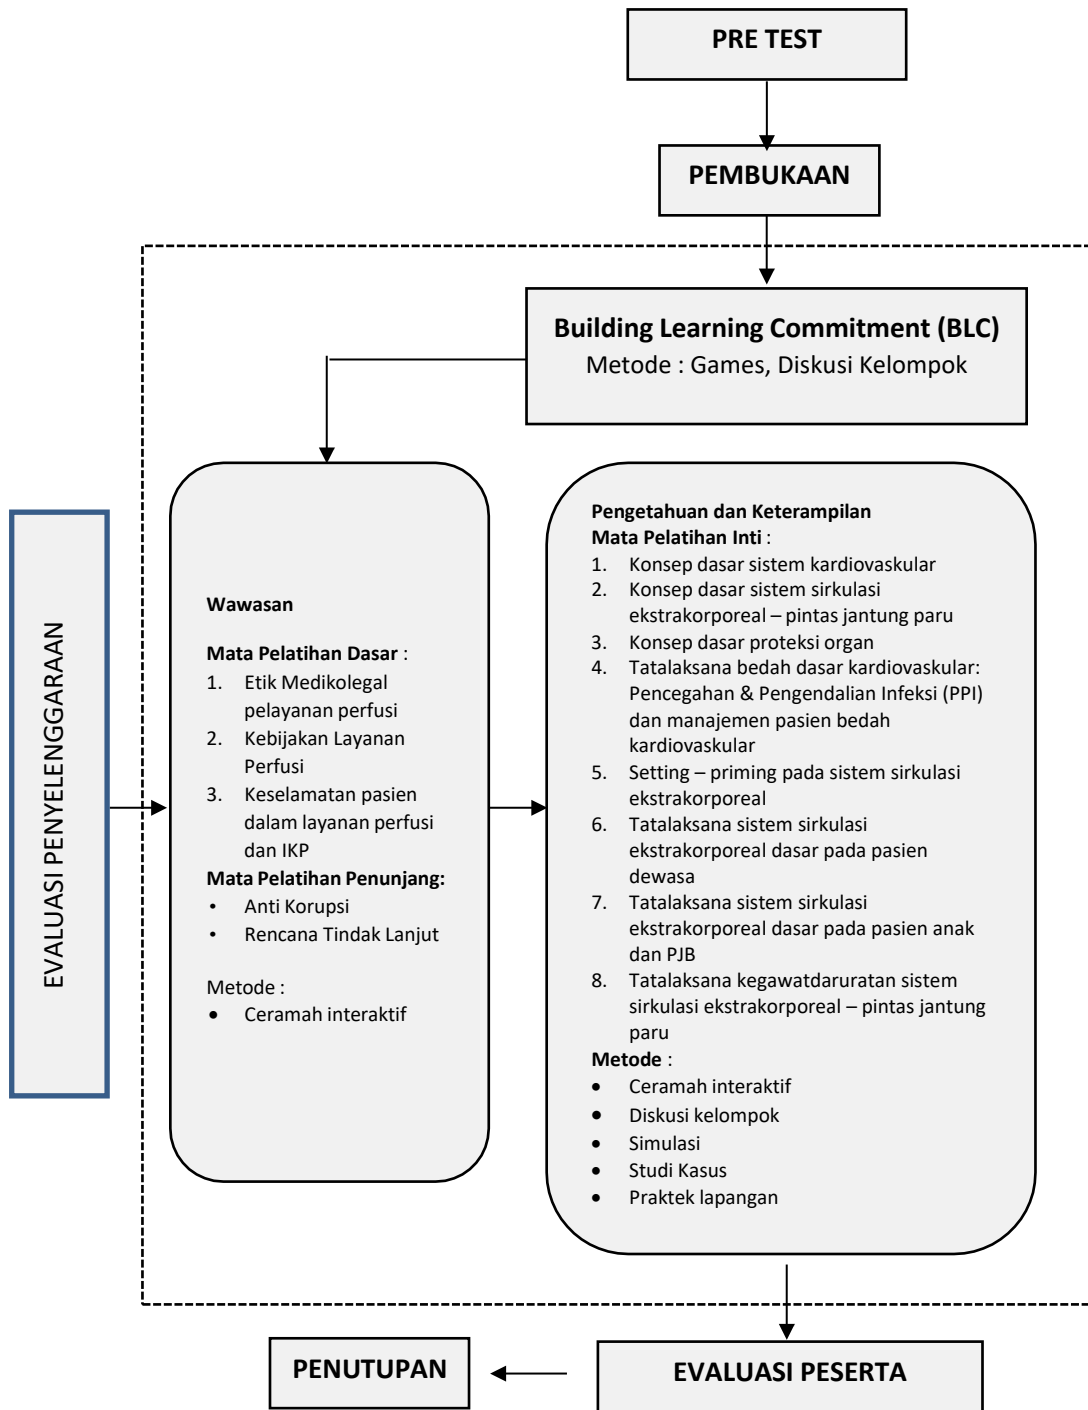 PRE TEST
PEMBUKAAN
Building Learning Commitment (BLC)
Metode : Games, Diskusi Kelompok
EVALUASI PENYELENGGARAAN
Wawasan
Mata Pelatihan Dasar :
1. Etik Medikolegal
pelayanan perfusi
2. Kebijakan Layanan
Perfusi
3. Keselamatan pasien
dalam layanan perfusi
dan IKP
Mata Pelatihan Penunjang:
• Anti Korupsi
• Rencana Tindak Lanjut
Metode :
• Ceramah interaktif
Pengetahuan dan Keterampilan
Mata Pelatihan Inti :
1. Konsep dasar sistem kardiovaskular
2. Konsep dasar sistem sirkulasi
ekstrakorporeal – pintas jantung paru
3. Konsep dasar proteksi organ
4. Tatalaksana bedah dasar kardiovaskular:
Pencegahan & Pengendalian Infeksi (PPI)
dan manajemen pasien bedah
kardiovaskular
5. Setting – priming pada sistem sirkulasi
ekstrakorporeal
6. Tatalaksana sistem sirkulasi
ekstrakorporeal dasar pada pasien
dewasa
7. Tatalaksana sistem sirkulasi
ekstrakorporeal dasar pada pasien anak
dan PJB
8. Tatalaksana kegawatdaruratan sistem
sirkulasi ekstrakorporeal – pintas jantung
paru
Metode :
• Ceramah interaktif
• Diskusi kelompok
• Simulasi
• Studi Kasus
• Praktek lapangan
PENUTUPAN
EVALUASI PESERTA